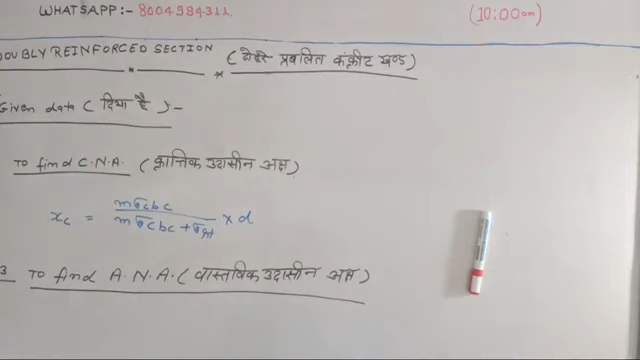 WHATSAPP:- 8004984311 (10:00am)
DOUBLY REINFORCED SECTION (दोहरे प्रबलित कंक्रीट खण्ड)
Given data (दिया है) :-
TO find C.N.A. (क्रान्तिक उदासीन अक्ष)
xc = mσcbc / mσcbc + σst × d
3 TO find A.N.A. (वास्तविक उदासीन अक्ष)